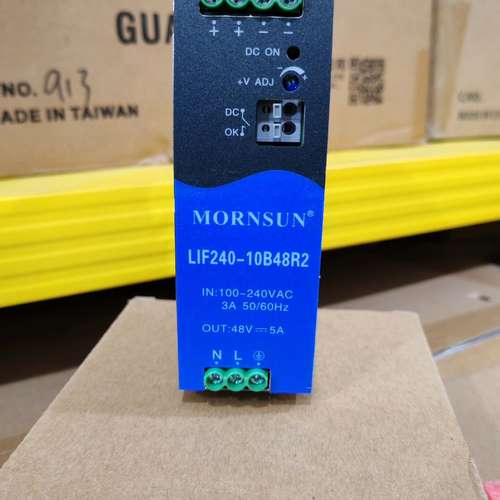 GUA
NO. 913
MADE IN TAIWAN
+ + − −
DC ON
+V ADJ
DC
OK
MORNSUN®
LIF240-10B48R2
IN:100-240VAC
3A 50/60Hz
OUT:48V⎓5A
N L